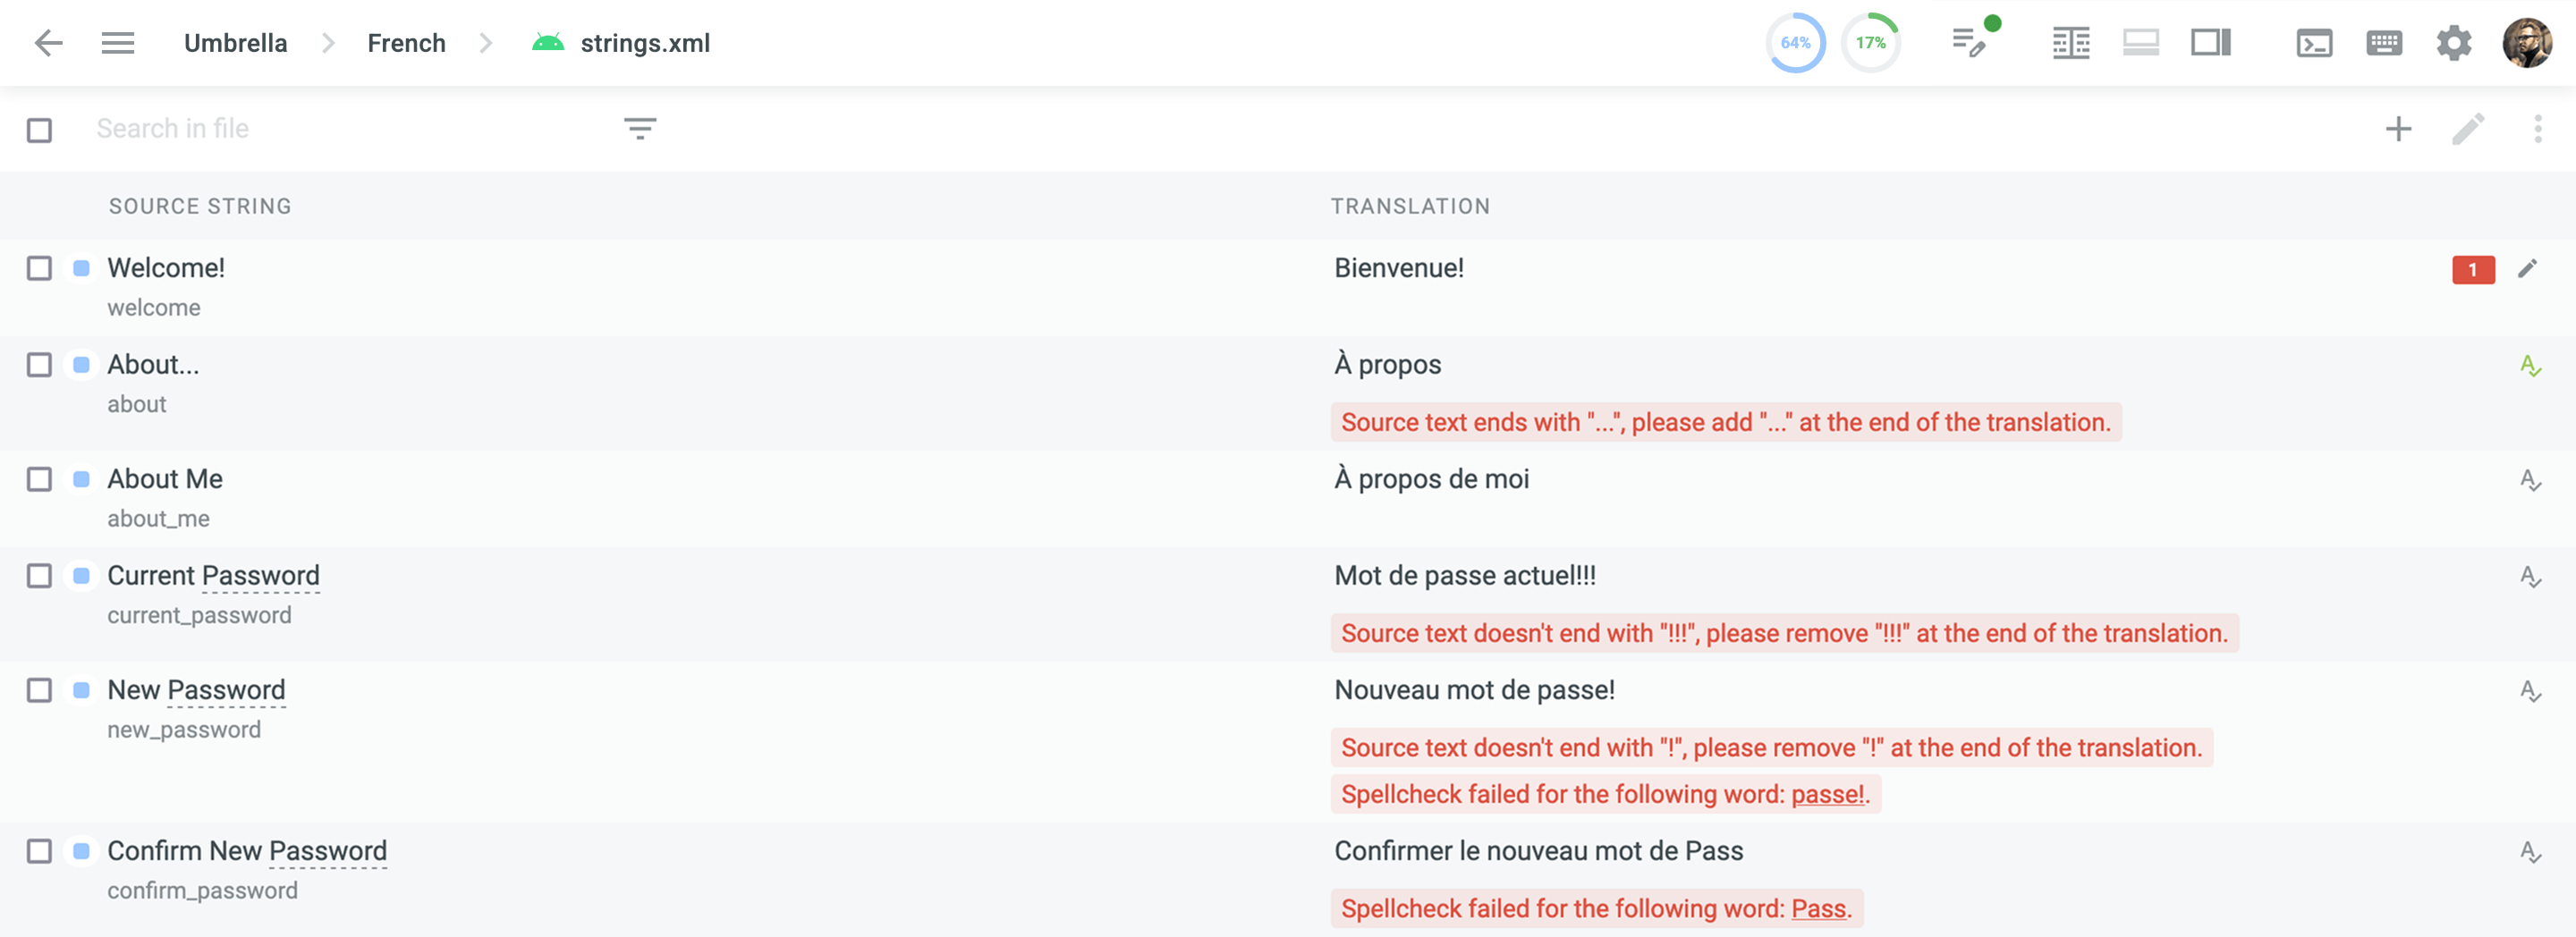 Umbrella French strings.xml 64% 17%
Search in file
SOURCE STRING TRANSLATION
Welcome! Bienvenue! 1
welcome
About... À propos
about
Source text ends with "...", please add "..." at the end of the translation.
About Me À propos de moi
about_me
Current Password Mot de passe actuel!!!
current_password
Source text doesn't end with "!!!", please remove "!!!" at the end of the translation.
New Password Nouveau mot de passe!
new_password
Source text doesn't end with "!", please remove "!" at the end of the translation.
Spellcheck failed for the following word: passe!.
Confirm New Password Confirmer le nouveau mot de Pass
confirm_password
Spellcheck failed for the following word: Pass.